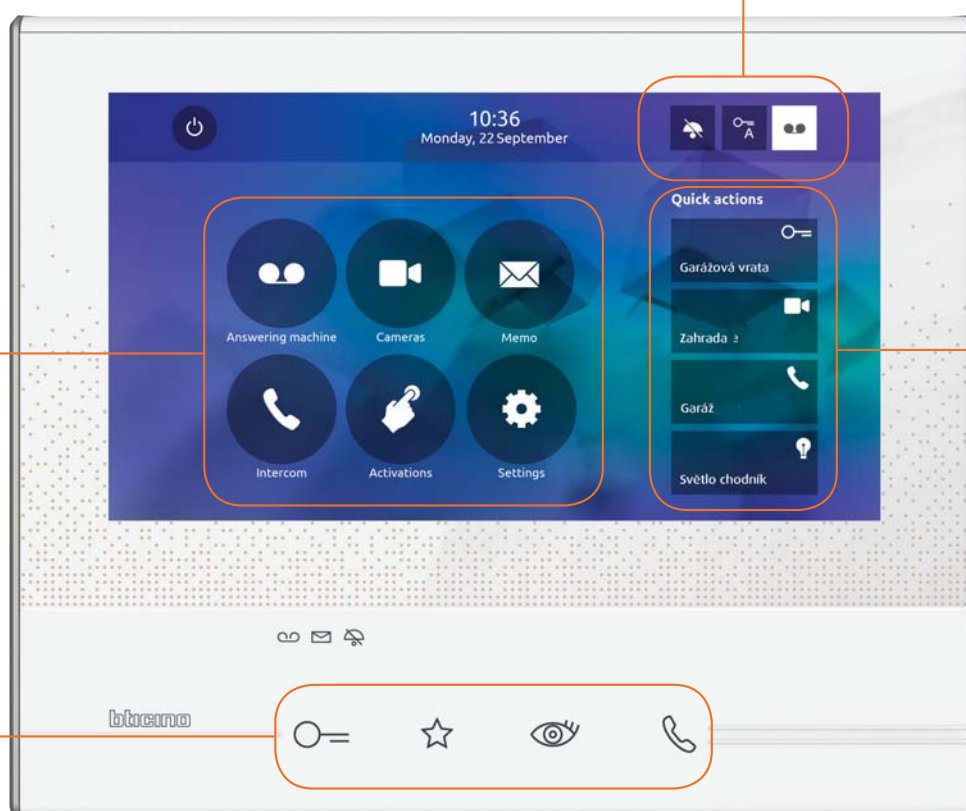 10:36
Monday, 22 September
A
Quick actions
Garážová vrata
Answering machine
Cameras
Memo
Zahrada 2
Garáž
Intercom
Activations
Settings
Světlo chodník
bticino